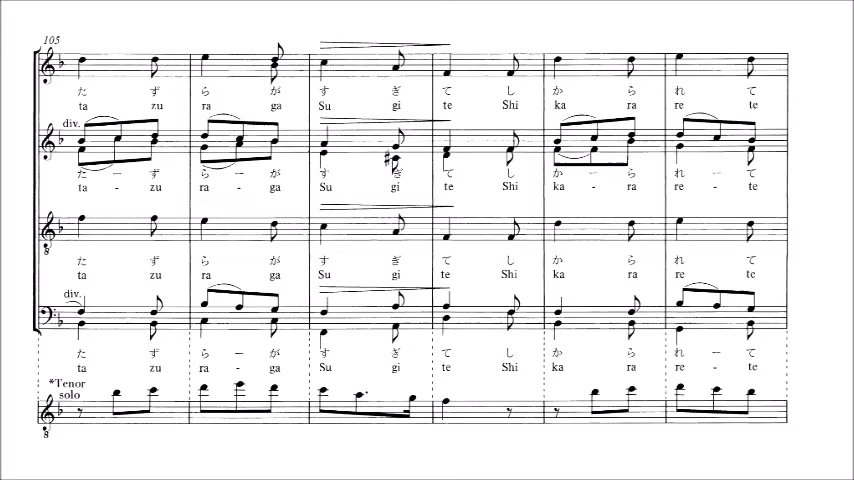 105
た ず ら が す ぎ て し か ら れ て
ta zu ra ga Su gi te Shi ka ra re te
div.
た ー ず ら ー が す ぎ て し か ー ら れ ー て
ta - zu ra - ga Su gi te Shi ka - ra re - te
8
た ず ら が す ぎ て し か ら れ て
ta zu ra ga Su gi te Shi ka ra re te
div.
た ず ら ー が す ぎ て し か ら れ ー て
ta zu ra - ga Su gi te Shi ka ra re - te
*Tenor
solo
8